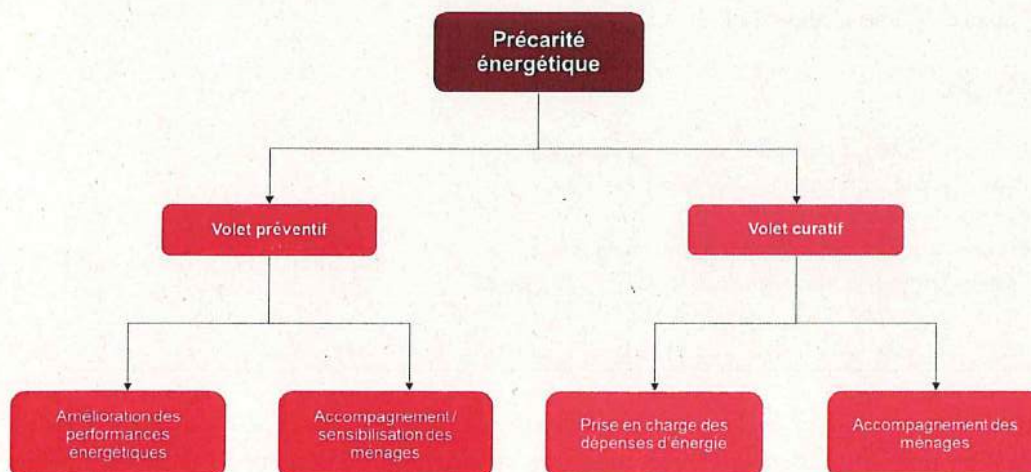 Précarité
énergétique
Volet préventif
Volet curatif
Amélioration des
performances
énergétiques
Accompagnement /
sensibilisation des
ménages
Prise en charge des
dépenses d'énergie
Accompagnement des
ménages